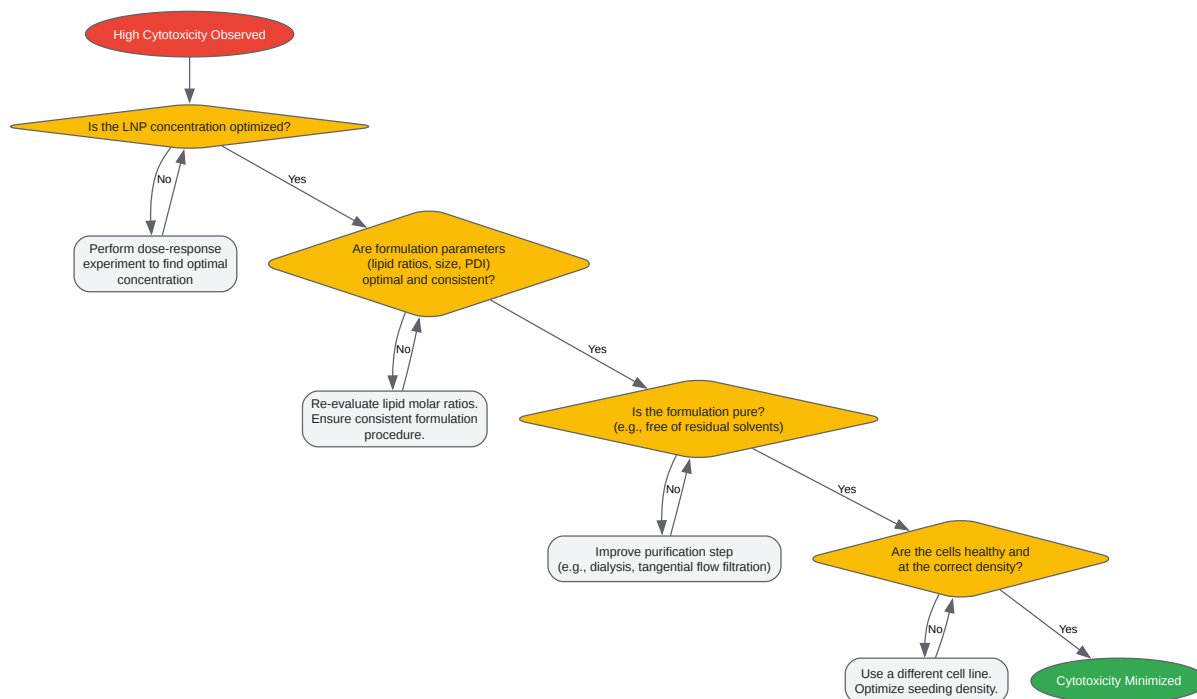 High Cytotoxicity Observed
Is the LNP concentration optimized?
No
Yes
Perform dose-response
experiment to find optimal
concentration
Are formulation parameters
(lipid ratios, size, PDI)
optimal and consistent?
No
Yes
Re-evaluate lipid molar ratios.
Ensure consistent formulation
procedure.
Is the formulation pure?
(e.g., free of residual solvents)
No
Yes
Improve purification step
(e.g., dialysis, tangential flow filtration)
Are the cells healthy and
at the correct density?
No
Yes
Use a different cell line.
Optimize seeding density.
Cytotoxicity Minimized